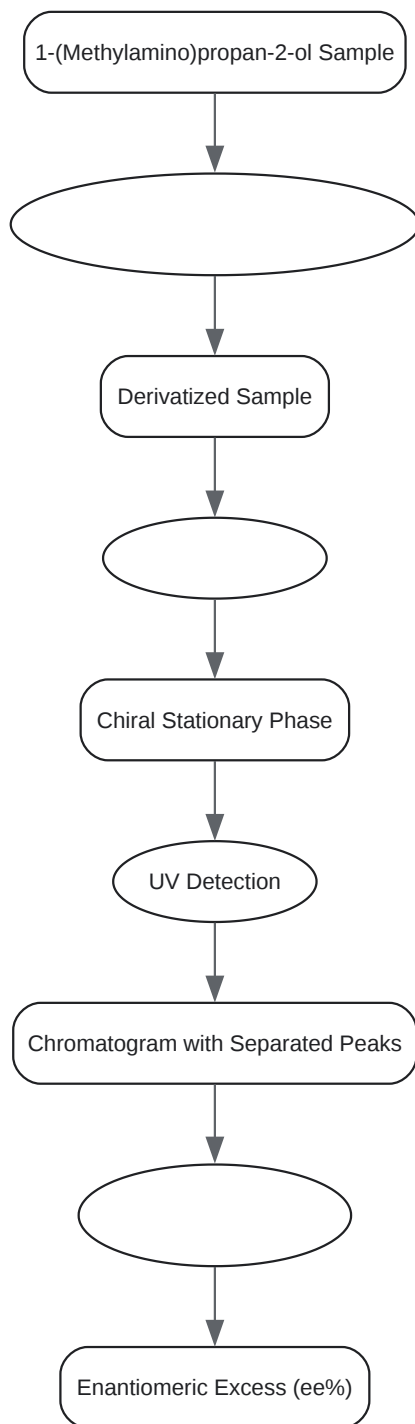 1-(Methylamino)propan-2-ol Sample
Derivatized Sample
Chiral Stationary Phase
UV Detection
Chromatogram with Separated Peaks
Enantiomeric Excess (ee%)